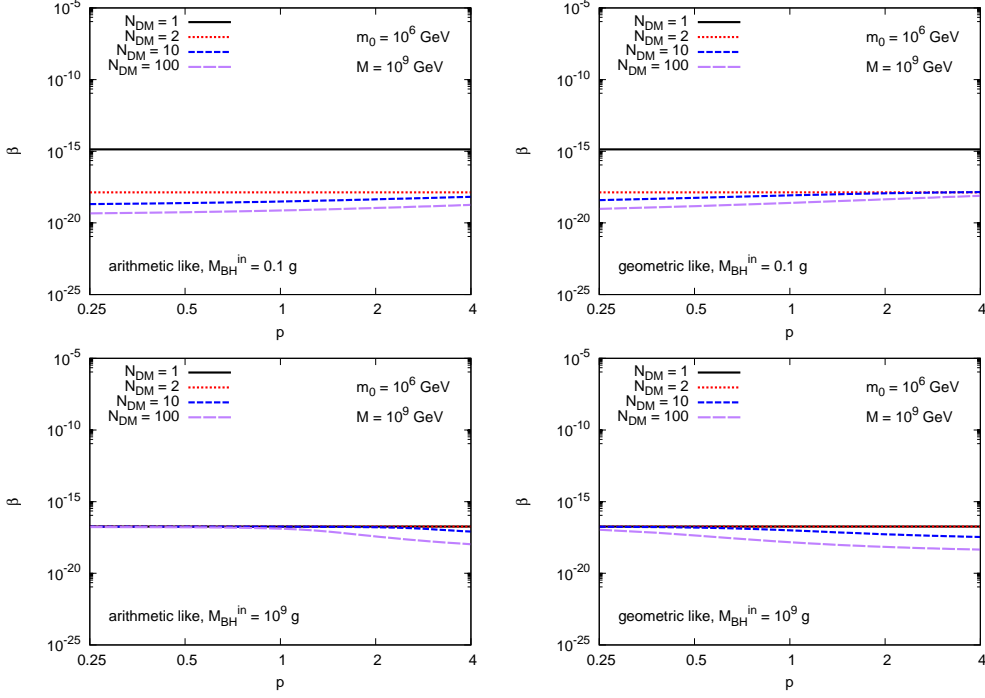 10^-5
N_DM = 1
N_DM = 2
N_DM = 10
N_DM = 100
m_0 = 10^6 GeV
M = 10^9 GeV
10^-10
β
10^-15
10^-20
arithmetic like, M_BH^in = 0.1 g
10^-25
0.25 0.5 1 2 4
p
10^-5
N_DM = 1
N_DM = 2
N_DM = 10
N_DM = 100
m_0 = 10^6 GeV
M = 10^9 GeV
10^-10
β
10^-15
10^-20
geometric like, M_BH^in = 0.1 g
10^-25
0.25 0.5 1 2 4
p
10^-5
N_DM = 1
N_DM = 2
N_DM = 10
N_DM = 100
m_0 = 10^6 GeV
M = 10^9 GeV
10^-10
β
10^-15
10^-20
arithmetic like, M_BH^in = 10^9 g
10^-25
0.25 0.5 1 2 4
p
10^-5
N_DM = 1
N_DM = 2
N_DM = 10
N_DM = 100
m_0 = 10^6 GeV
M = 10^9 GeV
10^-10
β
10^-15
10^-20
geometric like, M_BH^in = 10^9 g
10^-25
0.25 0.5 1 2 4
p